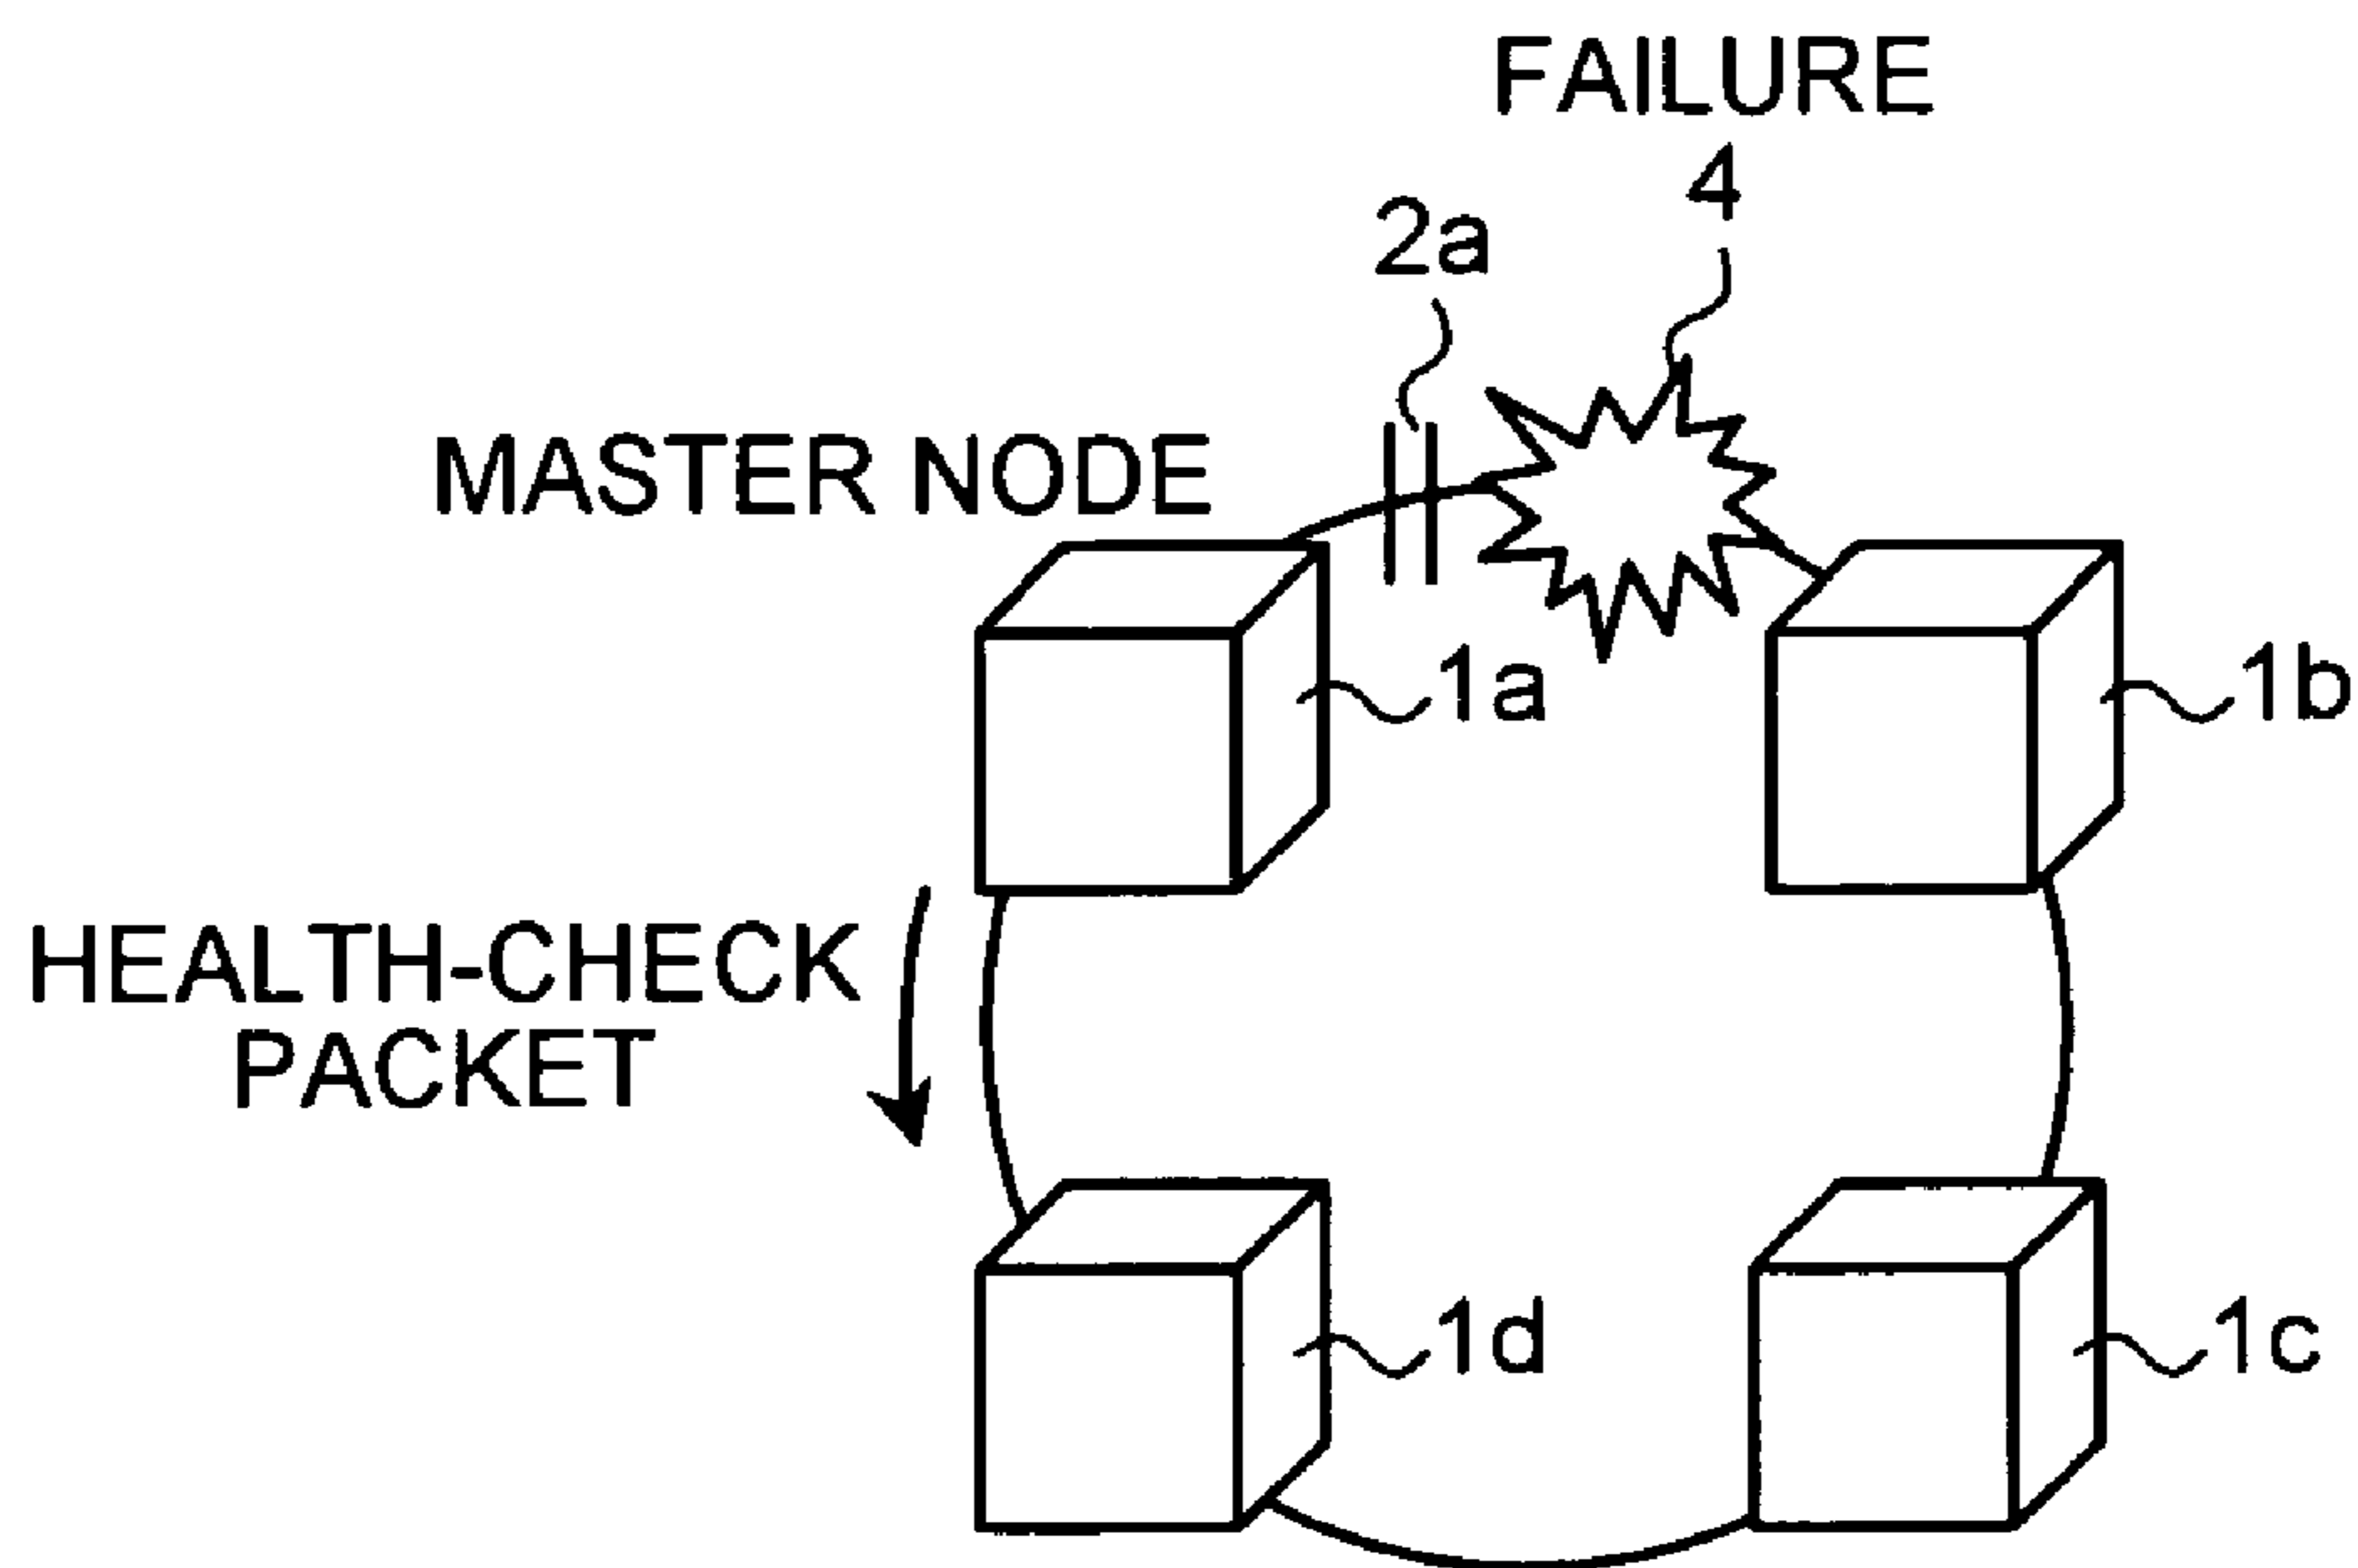 FAILURE
4
2a
MASTER NODE
1a
1b
HEALTH-CHECK
PACKET
1d
1c